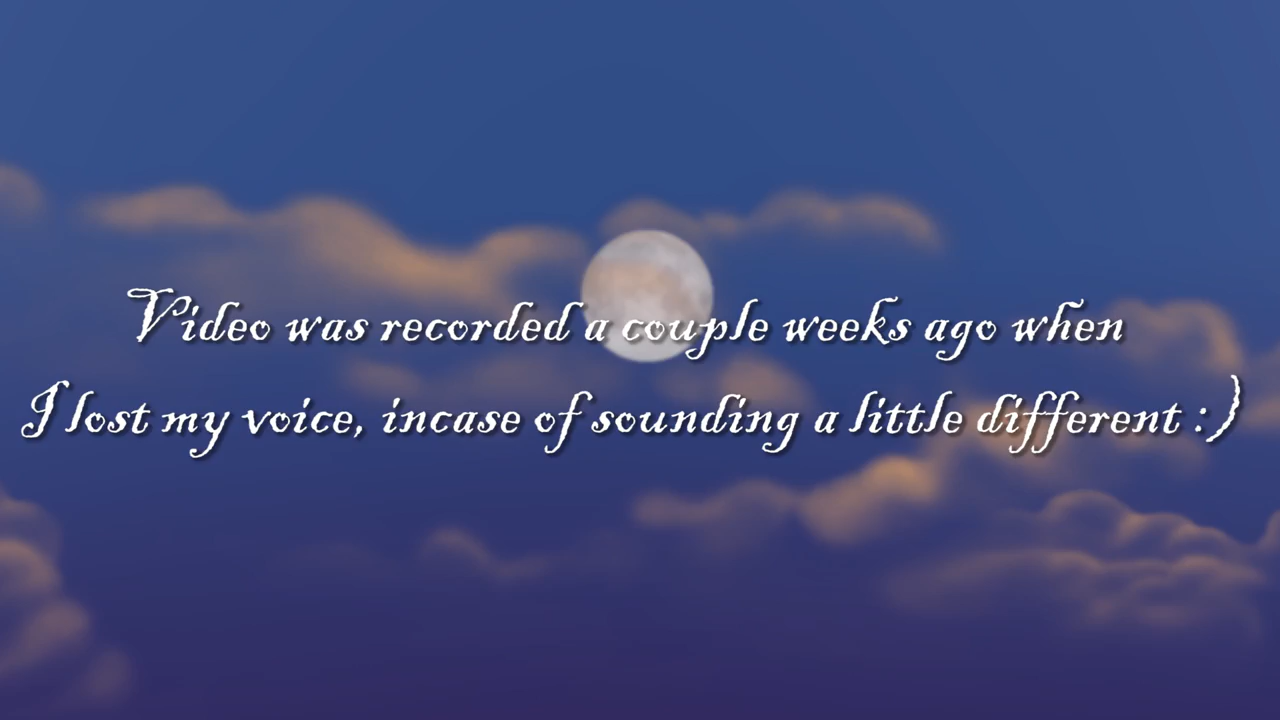 Video was recorded a couple weeks ago when
I lost my voice, incase of sounding a little different :)